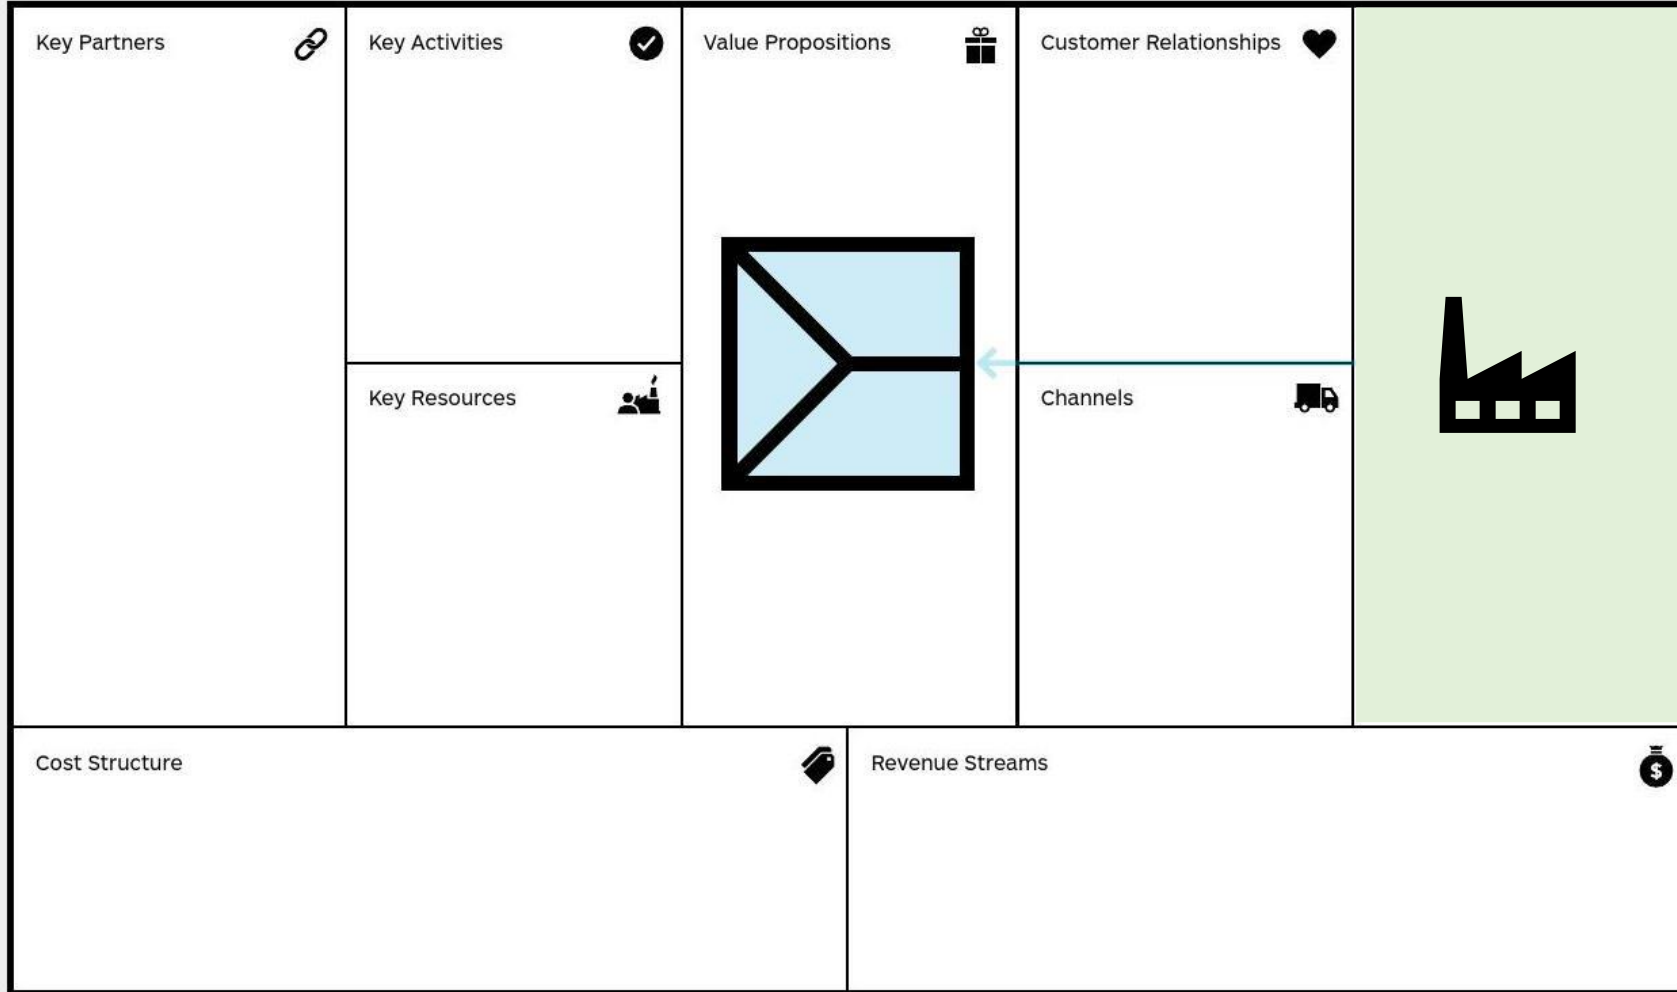 Key Partners
Key Activities
Value Propositions
Customer Relationships
Key Resources
Channels
Cost Structure
Revenue Streams
$